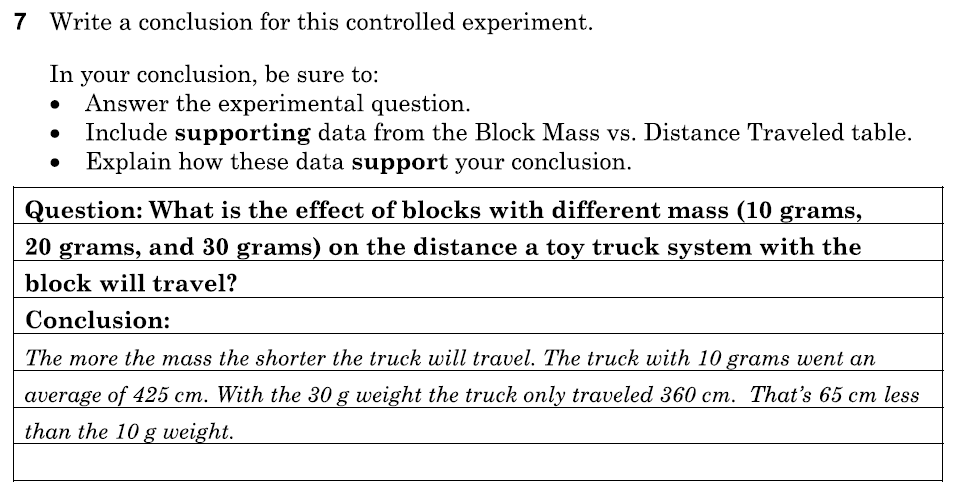 7 Write a conclusion for this controlled experiment.
In your conclusion, be sure to:
• Answer the experimental question.
• Include supporting data from the Block Mass vs. Distance Traveled table.
• Explain how these data support your conclusion.
Question: What is the effect of blocks with different mass (10 grams,
20 grams, and 30 grams) on the distance a toy truck system with the
block will travel?
Conclusion:
The more the mass the shorter the truck will travel. The truck with 10 grams went an
average of 425 cm. With the 30 g weight the truck only traveled 360 cm. That's 65 cm less
than the 10 g weight.